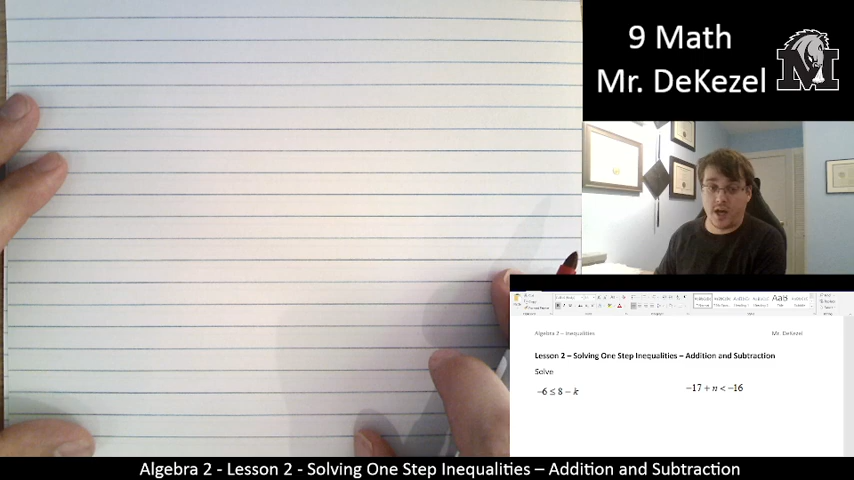 9 Math
Mr. DeKezel
M
Algebra 2 – Inequalities
Mr. DeKezel
Lesson 2 – Solving One Step Inequalities – Addition and Subtraction
Solve
−6 ≤ 8 − k
−17 + n < −16
Algebra 2 - Lesson 2 - Solving One Step Inequalities – Addition and Subtraction